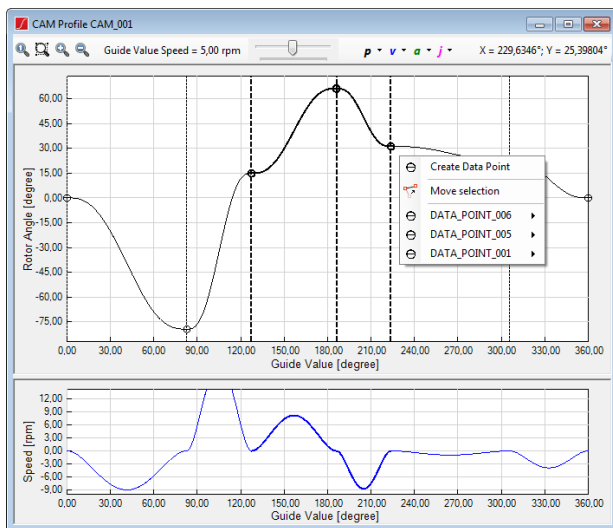 CAM Profile CAM_001
Guide Value Speed = 5,00 rpm p v a j X = 229,6346°; Y = 25,39804°
60,00
45,00
30,00
15,00
0,00
-15,00
-30,00
-45,00
-60,00
-75,00
Rotor Angle [degree]
Create Data Point
Move selection
DATA_POINT_006
DATA_POINT_005
DATA_POINT_001
0,00 30,00 60,00 90,00 120,00 150,00 180,00 210,00 240,00 270,00 300,00 330,00 360,00
Guide Value [degree]
12,00
9,00
6,00
3,00
0,00
-3,00
-6,00
-9,00
Speed [rpm]
0,00 30,00 60,00 90,00 120,00 150,00 180,00 210,00 240,00 270,00 300,00 330,00 360,00
Guide Value [degree]